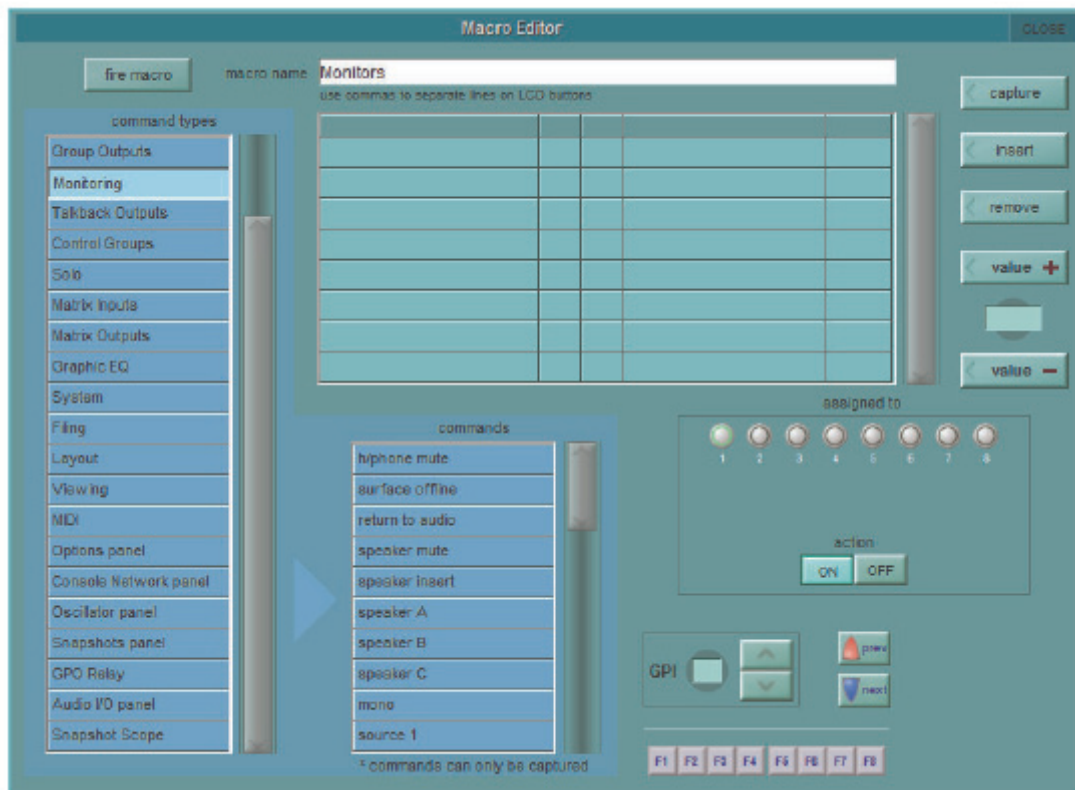 Macro Editor
CLOSE
fire macro
macro name
Monitors
use commas to separate lines on LCD buttons
capture
insert
remove
value +
value −
command types
Group Outputs
Monitoring
Talkback Outputs
Control Groups
Solo
Matrix Inputs
Matrix Outputs
Graphic EQ
System
Filing
Layout
Viewing
MIDI
Options panel
Console Network panel
Oscillator panel
Snapshots panel
GPO Relay
Audio I/O panel
Snapshot Scope
commands
h/phone mute
surface offline
return to audio
speaker mute
speaker insert
speaker A
speaker B
speaker C
mono
source 1
* commands can only be captured
assigned to
1 2 3 4 5 6 7 8
action
ON OFF
GPI
prev
next
F1 F2 F3 F4 F5 F6 F7 F8